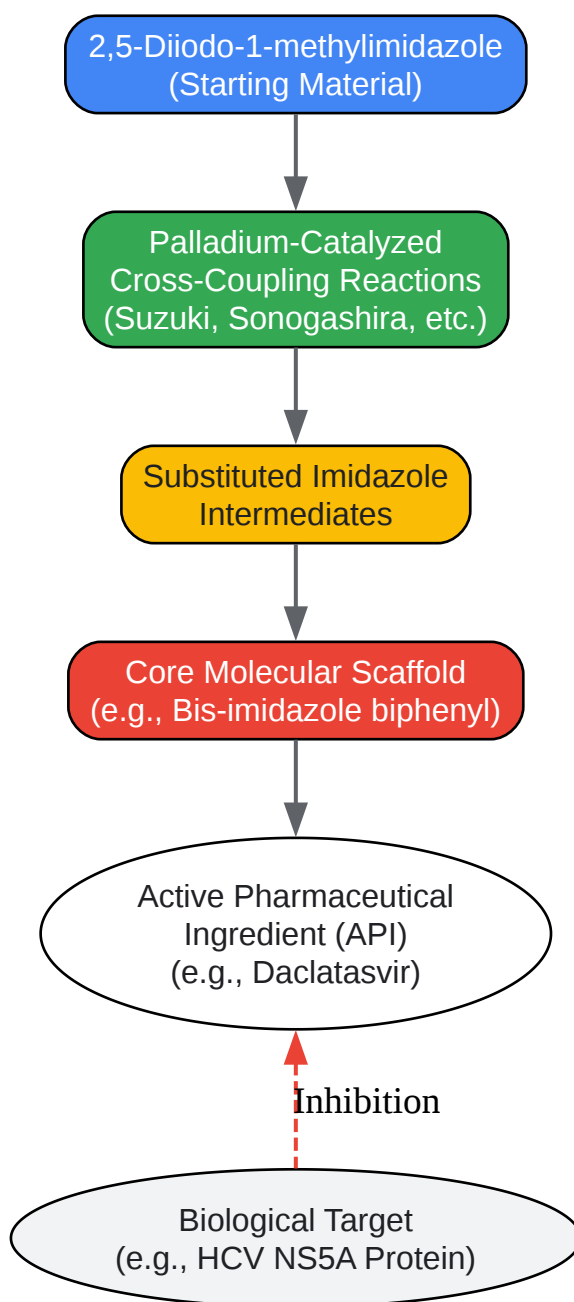 2,5-Diiodo-1-methylimidazole
(Starting Material)
Palladium-Catalyzed
Cross-Coupling Reactions
(Suzuki, Sonogashira, etc.)
Substituted Imidazole
Intermediates
Core Molecular Scaffold
(e.g., Bis-imidazole biphenyl)
Active Pharmaceutical
Ingredient (API)
(e.g., Daclatasvir)
Inhibition
Biological Target
(e.g., HCV NS5A Protein)